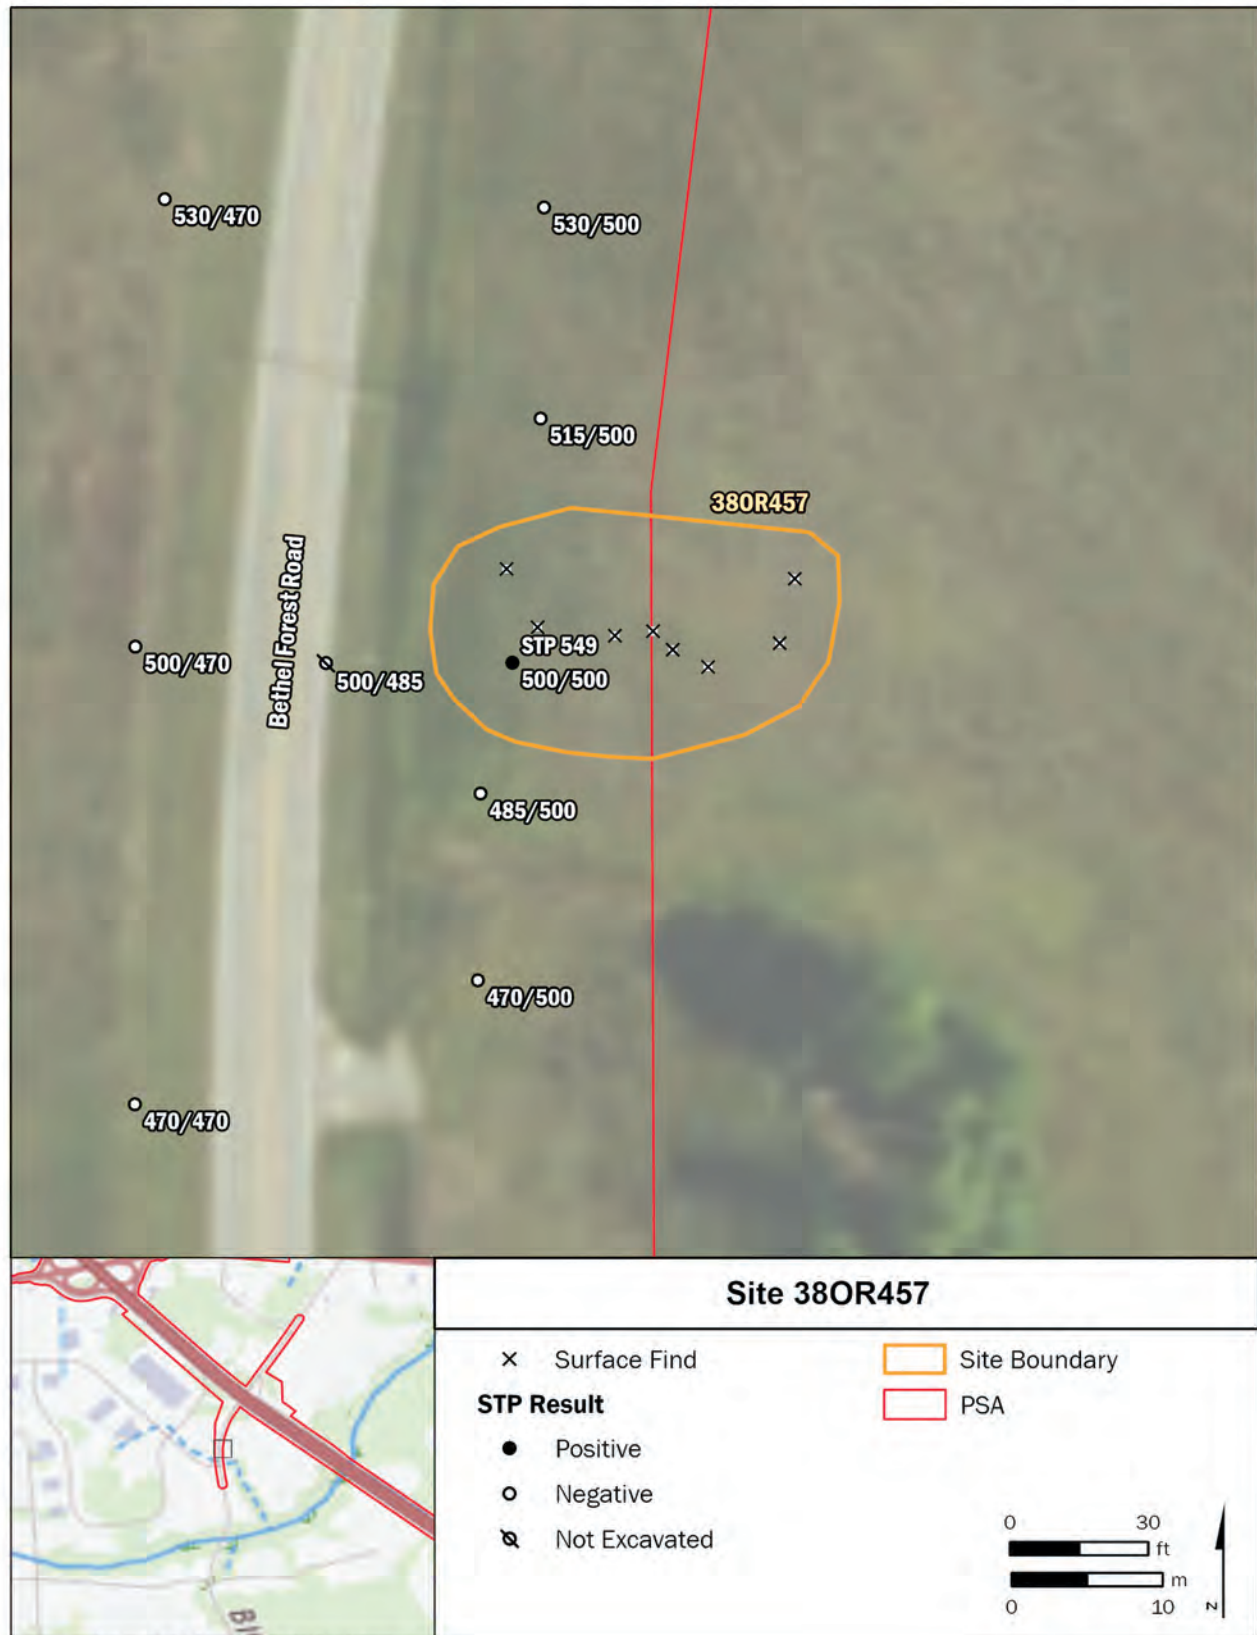 530/470
530/500
515/500
38OR457
Bethel Forest Road
STP 549
500/470
500/485
500/500
485/500
470/500
470/470
Site 38OR457
Surface Find
Site Boundary
STP Result
PSA
Positive
Negative
Not Excavated
0 30
ft
m
0 10
N